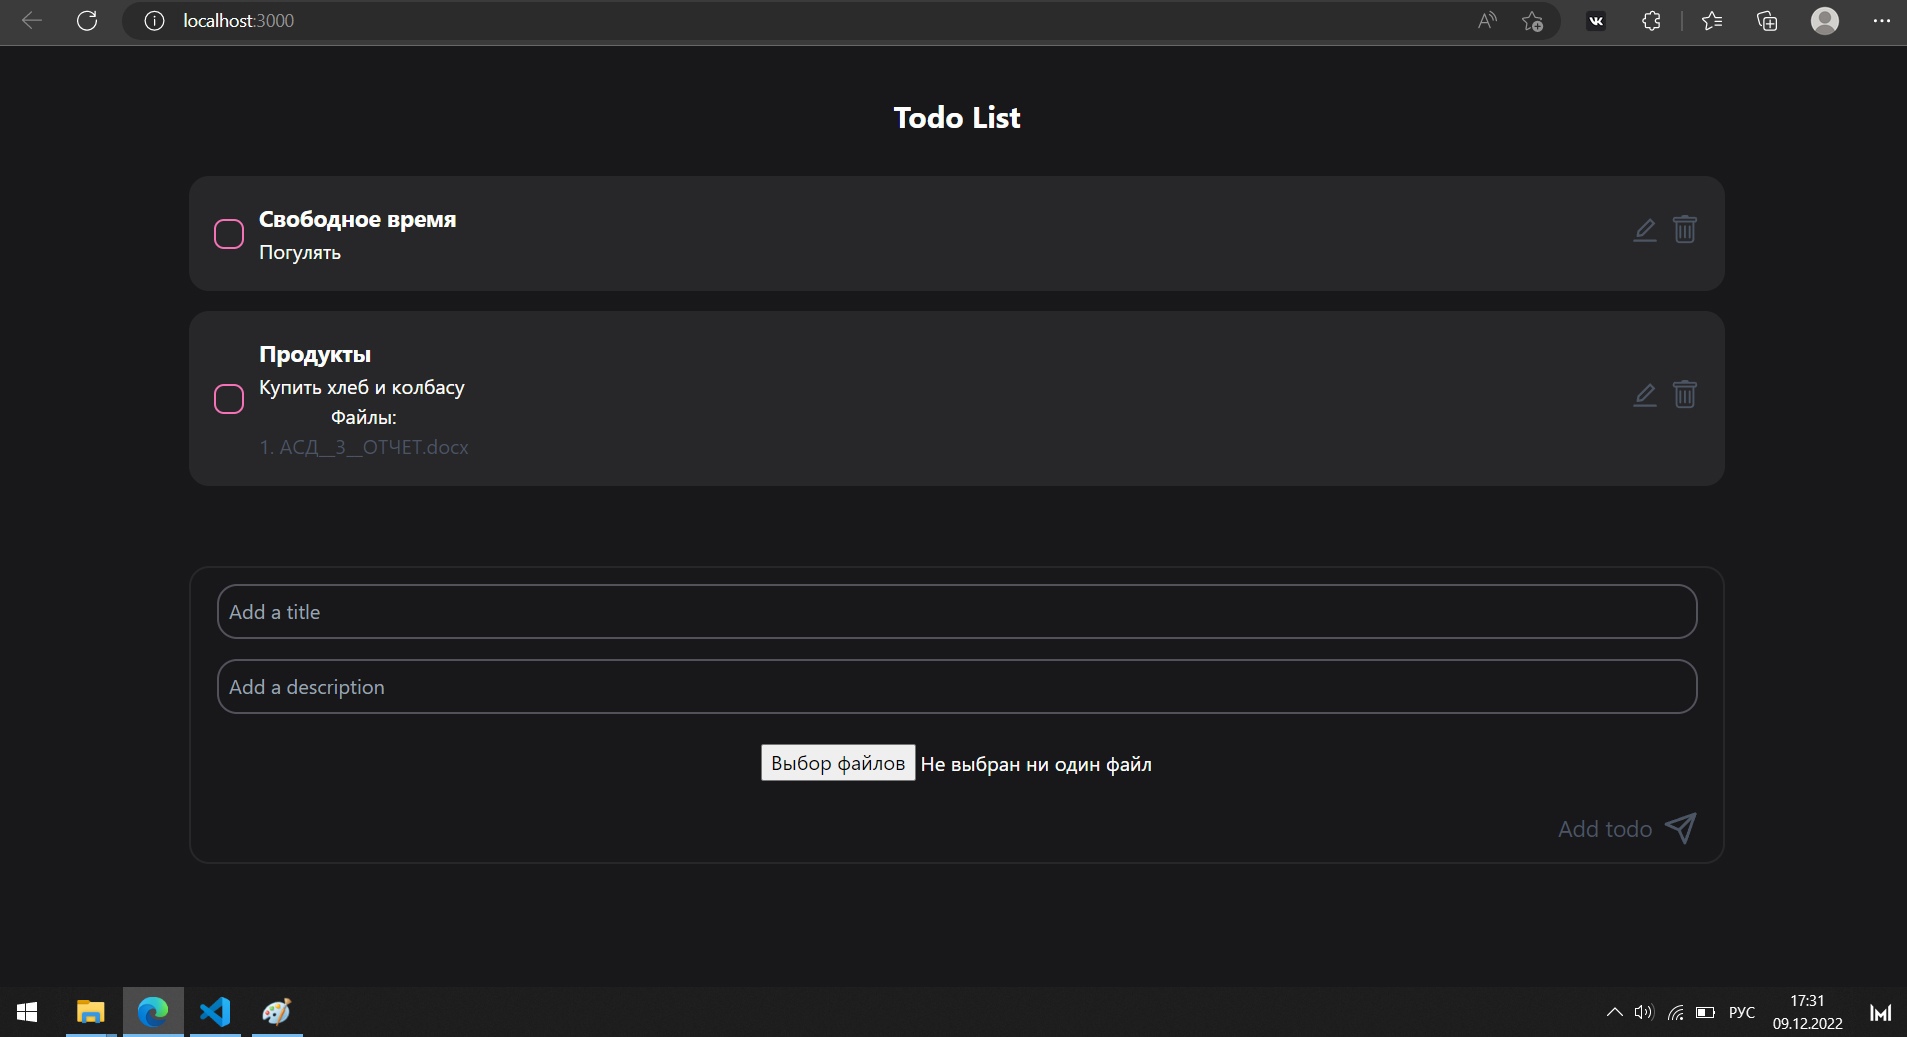 localhost:3000
Todo List
Свободное время
Погулять
Продукты
Купить хлеб и колбасу
Файлы:
1. АСД__3__ОТЧЕТ.docx
Add a title
Add a description
Выбор файлов Не выбран ни один файл
Add todo
РУС
17:31
09.12.2022